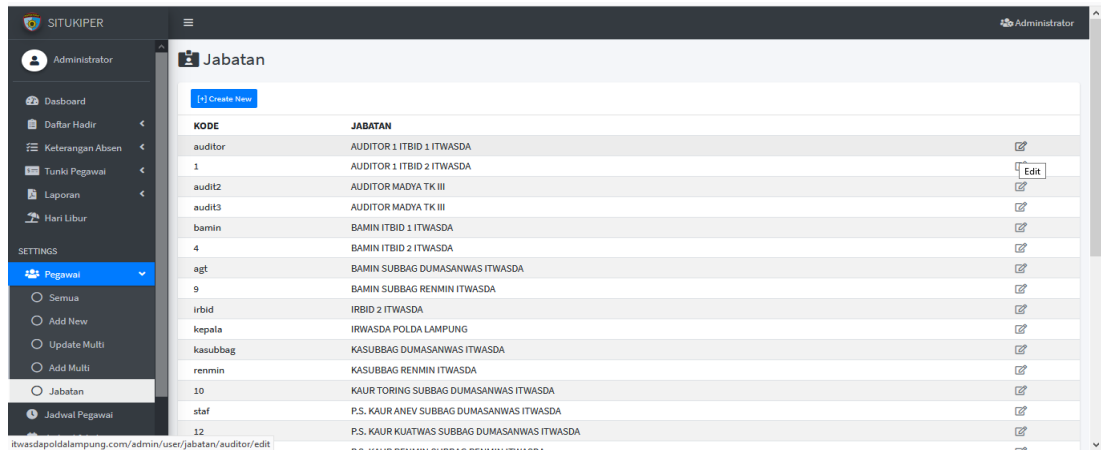 SITUKIPER
Administrator
Administrator
Jabatan
Dasboard
Daftar Hadir
Keterangan Absen
Tunki Pegawai
Laporan
Hari Libur
SETTINGS
Pegawai
Semua
Add New
Update Multi
Add Multi
Jabatan
Jadwal Pegawai
itwasdapoldalampung.com/admin/user/jabatan/auditor/edit
[+] Create New
KODE JABATAN
auditor AUDITOR 1 ITBID 1 ITWASDA
1 AUDITOR 1 ITBID 2 ITWASDA
Edit
audit2 AUDITOR MADYA TK III
audit3 AUDITOR MADYA TK III
bamin BAMIN ITBID 1 ITWASDA
4 BAMIN ITBID 2 ITWASDA
agt BAMIN SUBBAG DUMASANWAS ITWASDA
9 BAMIN SUBBAG RENMIN ITWASDA
irbid IRBID 2 ITWASDA
kepala IRWASDA POLDA LAMPUNG
kasubbag KASUBBAG DUMASANWAS ITWASDA
renmin KASUBBAG RENMIN ITWASDA
10 KAUR TORING SUBBAG DUMASANWAS ITWASDA
staf P.S. KAUR ANEV SUBBAG DUMASANWAS ITWASDA
12 P.S. KAUR KUATWAS SUBBAG DUMASANWAS ITWASDA